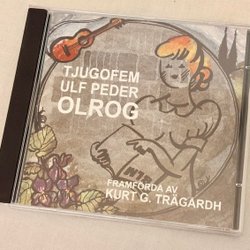 TJUGOFEM
ULF PEDER
OLROG
FRAMFÖRDA AV
KURT G. TRÄGÅRDH